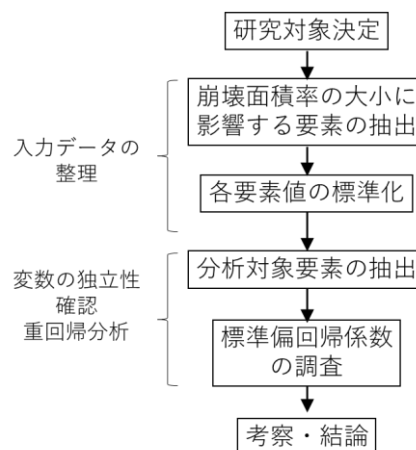 研究対象決定
崩壊面積率の大小に
影響する要素の抽出
入力データの
整理
各要素値の標準化
分析対象要素の抽出
変数の独立性
確認
重回帰分析
標準偏回帰係数
の調査
考察・結論